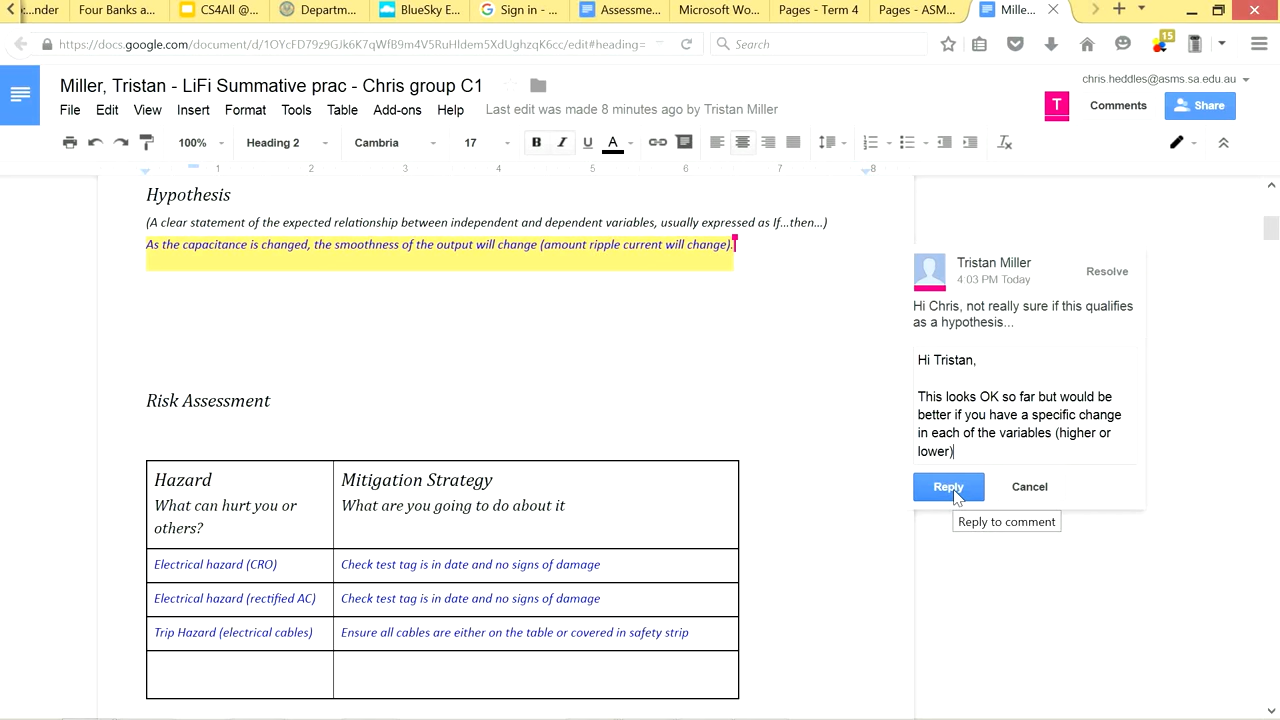 ...nder
Four Banks a...
CS4All @...
Departm...
BlueSky E...
Sign in - ...
Assessme...
Microsoft Wo...
Pages - Term 4
Pages - ASM...
Mille...
Search
15
Miller, Tristan - LiFi Summative prac - Chris group C1
chris.heddles@asms.sa.edu.au
File Edit View Insert Format Tools Table Add-ons Help Last edit was made 8 minutes ago by Tristan Miller
T Comments Share
100% Heading 2 Cambria 17 B I U A
1 2 3 4 5 6 7 8
Hypothesis
(A clear statement of the expected relationship between independent and dependent variables, usually expressed as If...then...)
As the capacitance is changed, the smoothness of the output will change (amount ripple current will change).
Tristan Miller
4:03 PM Today
Resolve
Hi Chris, not really sure if this qualifies
as a hypothesis...
Hi Tristan,
This looks OK so far but would be
better if you have a specific change
in each of the variables (higher or
lower)
Reply Cancel
Reply to comment
Risk Assessment
Hazard
What can hurt you or
others?
Mitigation Strategy
What are you going to do about it
Electrical hazard (CRO) Check test tag is in date and no signs of damage
Electrical hazard (rectified AC) Check test tag is in date and no signs of damage
Trip Hazard (electrical cables) Ensure all cables are either on the table or covered in safety strip